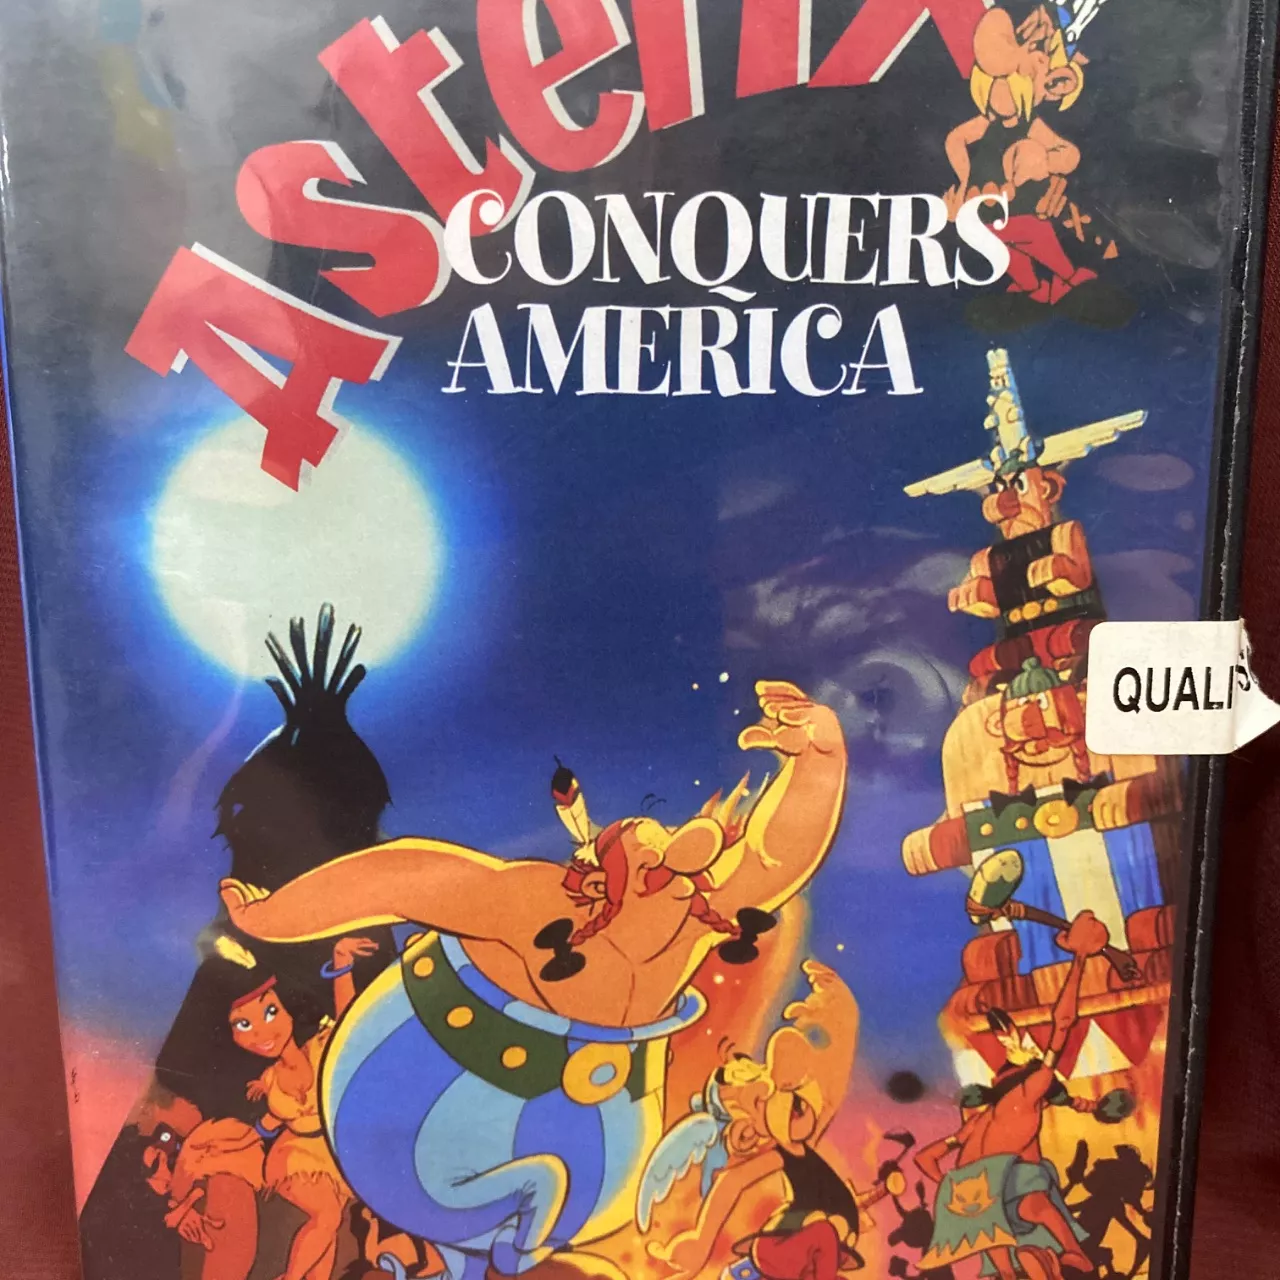 Asterix
CONQUERS
AMERICA
QUALI